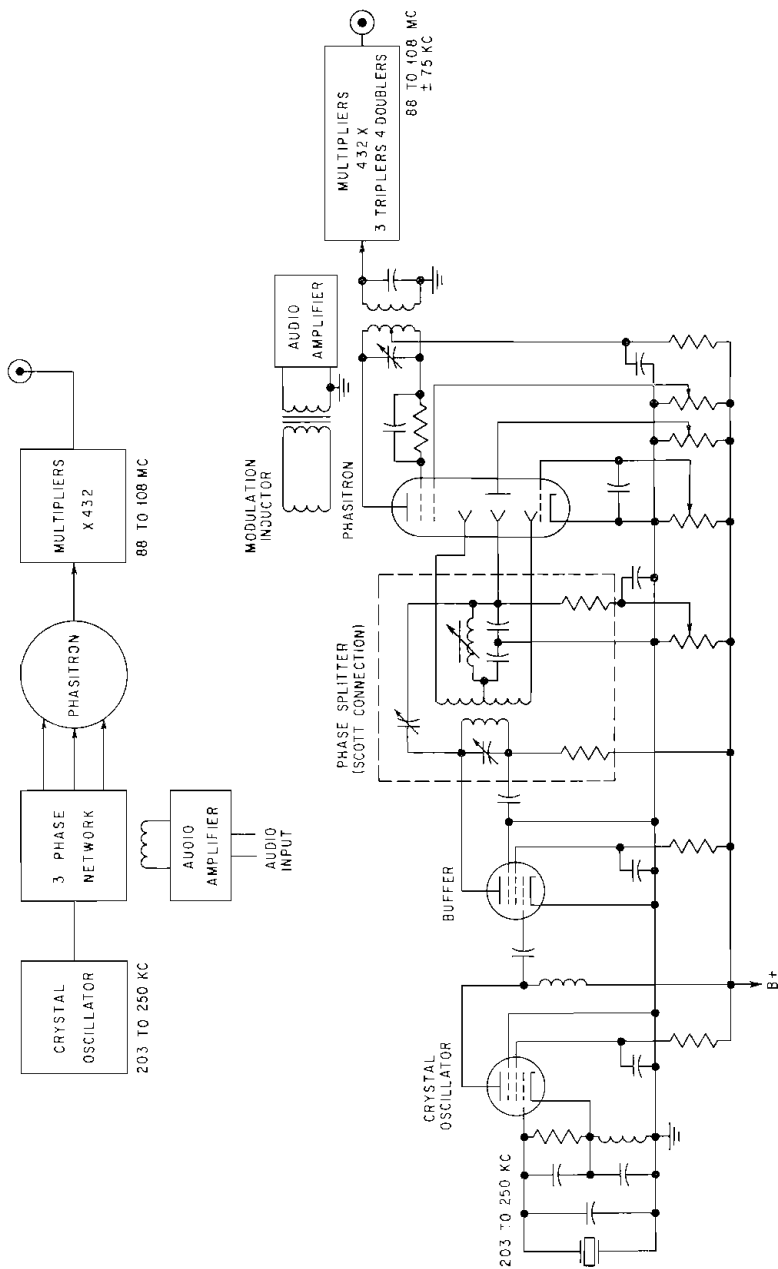 CRYSTAL
OSCILLATOR
203 TO 250 KC
3 PHASE
NETWORK
AUDIO
AMPLIFIER
AUDIO
INPUT
PHASITRON
MULTIPLIERS
X 432
88 TO 108 MC
203 TO 250 KC
CRYSTAL
OSCILLATOR
BUFFER
PHASE SPLITTER
(SCOTT CONNECTION)
PHASITRON
MODULATION
INDUCTOR
AUDIO
AMPLIFIER
MULTIPLIERS
432 X
3 TRIPLERS 4 DOUBLERS
88 TO 108 MC
± 75 KC
B+